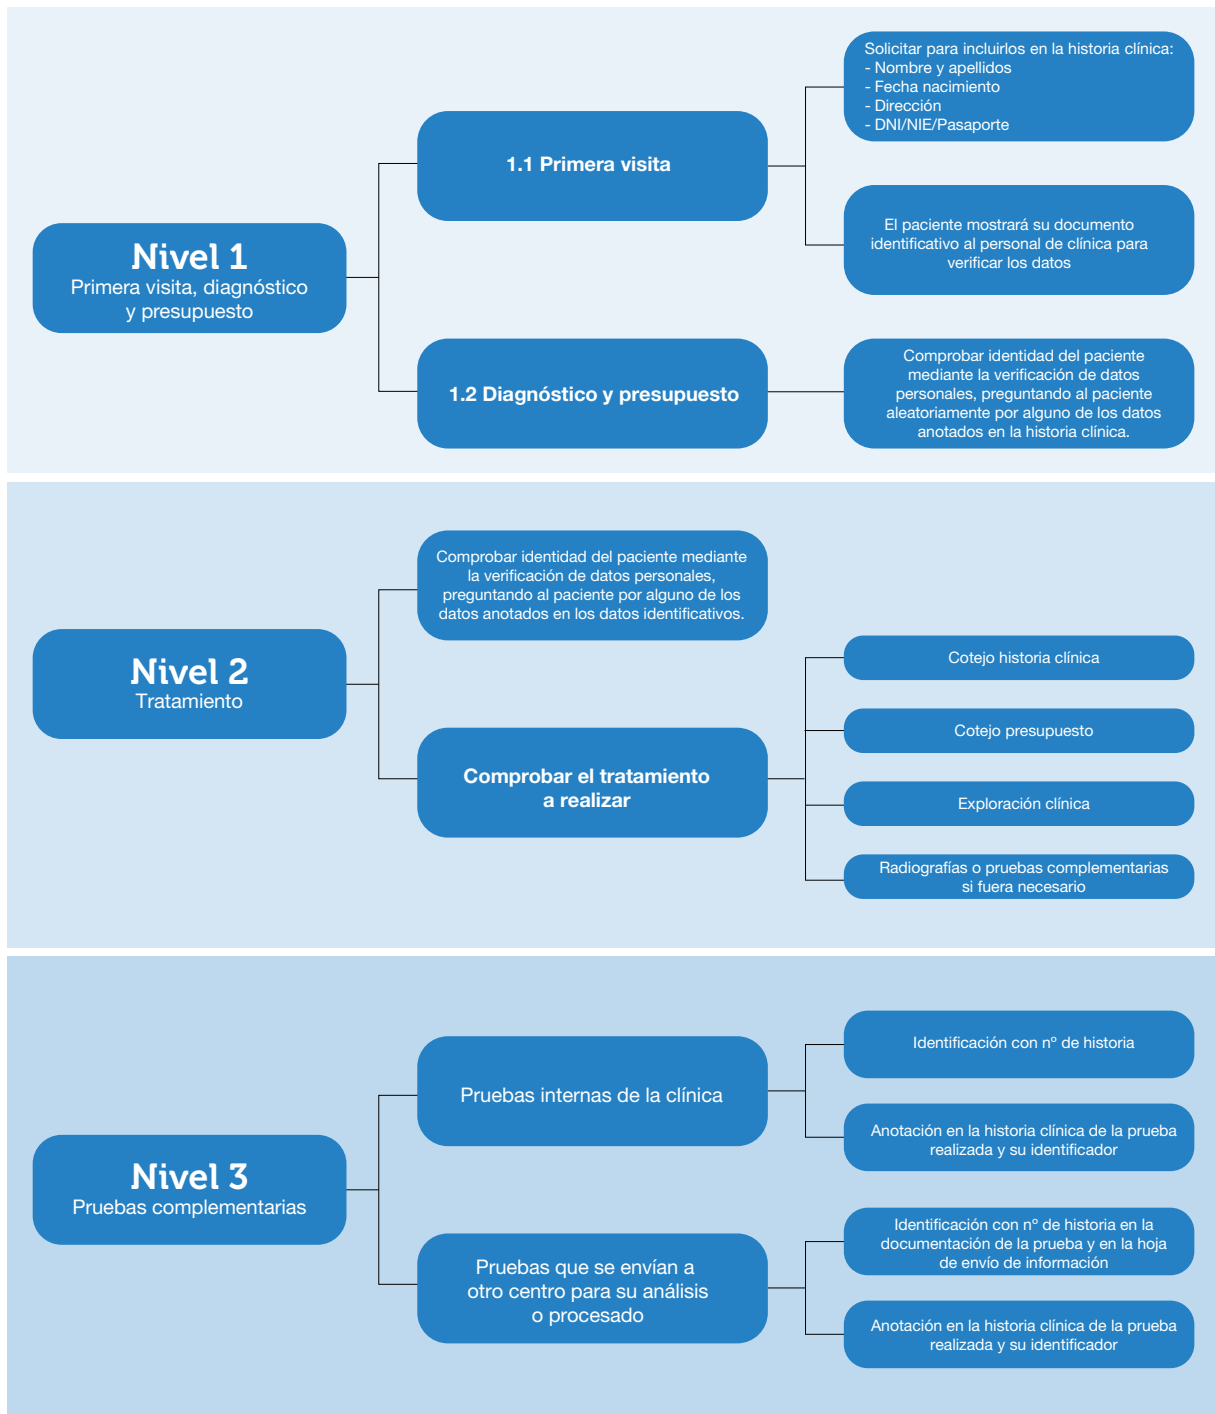 Nivel 1
Primera visita, diagnóstico
y presupuesto
1.1 Primera visita
Solicitar para incluirlos en la historia clínica:
- Nombre y apellidos
- Fecha nacimiento
- Dirección
- DNI/NIE/Pasaporte
El paciente mostrará su documento
identificativo al personal de clínica para
verificar los datos
1.2 Diagnóstico y presupuesto
Comprobar identidad del paciente
mediante la verificación de datos
personales, preguntando al paciente
aleatoriamente por alguno de los datos
anotados en la historia clínica.
Nivel 2
Tratamiento
Comprobar identidad del paciente mediante
la verificación de datos personales,
preguntando al paciente por alguno de los
datos anotados en los datos identificativos.
Comprobar el tratamiento
a realizar
Cotejo historia clínica
Cotejo presupuesto
Exploración clínica
Radiografías o pruebas complementarias
si fuera necesario
Nivel 3
Pruebas complementarias
Pruebas internas de la clínica
Identificación con nº de historia
Anotación en la historia clínica de la prueba
realizada y su identificador
Pruebas que se envían a
otro centro para su análisis
o procesado
Identificación con nº de historia en la
documentación de la prueba y en la hoja
de envío de información
Anotación en la historia clínica de la prueba
realizada y su identificador